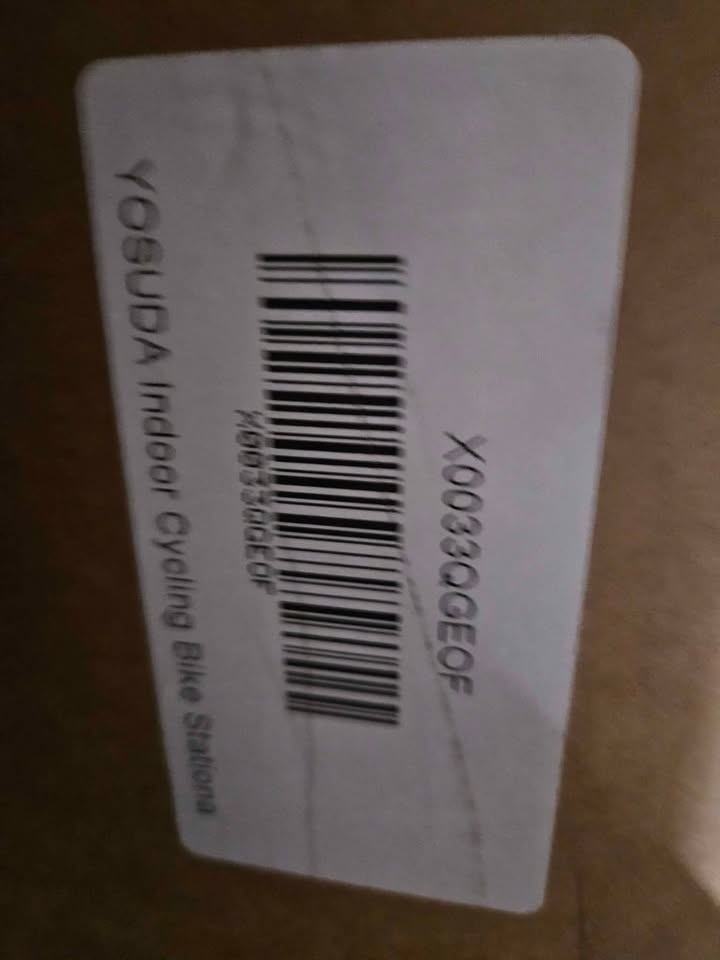 X0033QGEOF
X0033QGEOF
YOSUDA Indoor Cycling Bike Stationa